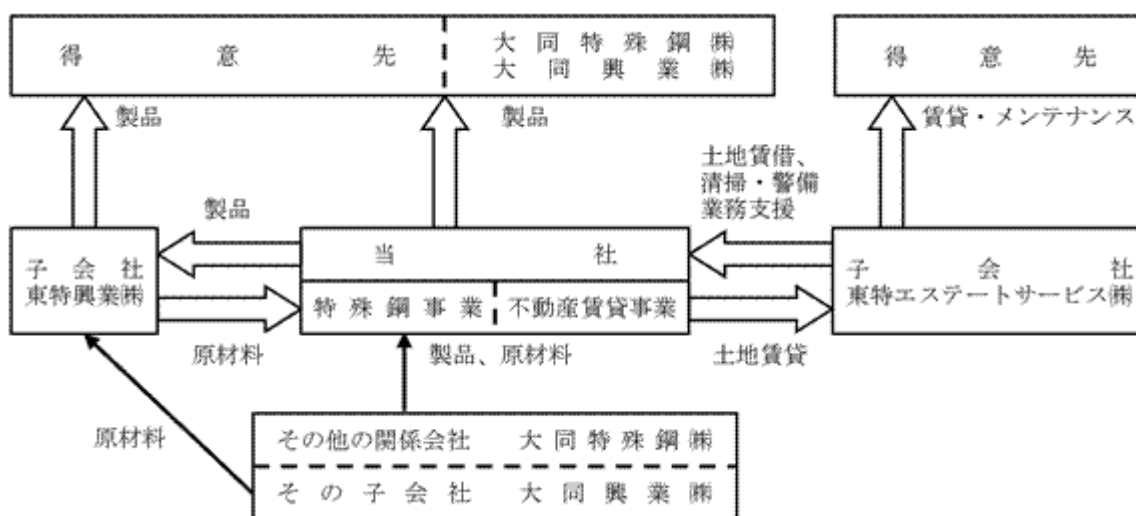 得意先
大同特殊鋼㈱
大同興業㈱
得意先
製品
製品
賃貸・メンテナンス
土地賃借、
清掃・警備
業務支援
製品
子会社
東特興業㈱
当社
特殊鋼事業
不動産賃貸事業
子会社
東特エステートサービス㈱
原材料
製品、原材料
土地賃貸
原材料
その他の関係会社 大同特殊鋼㈱
その子会社 大同興業㈱